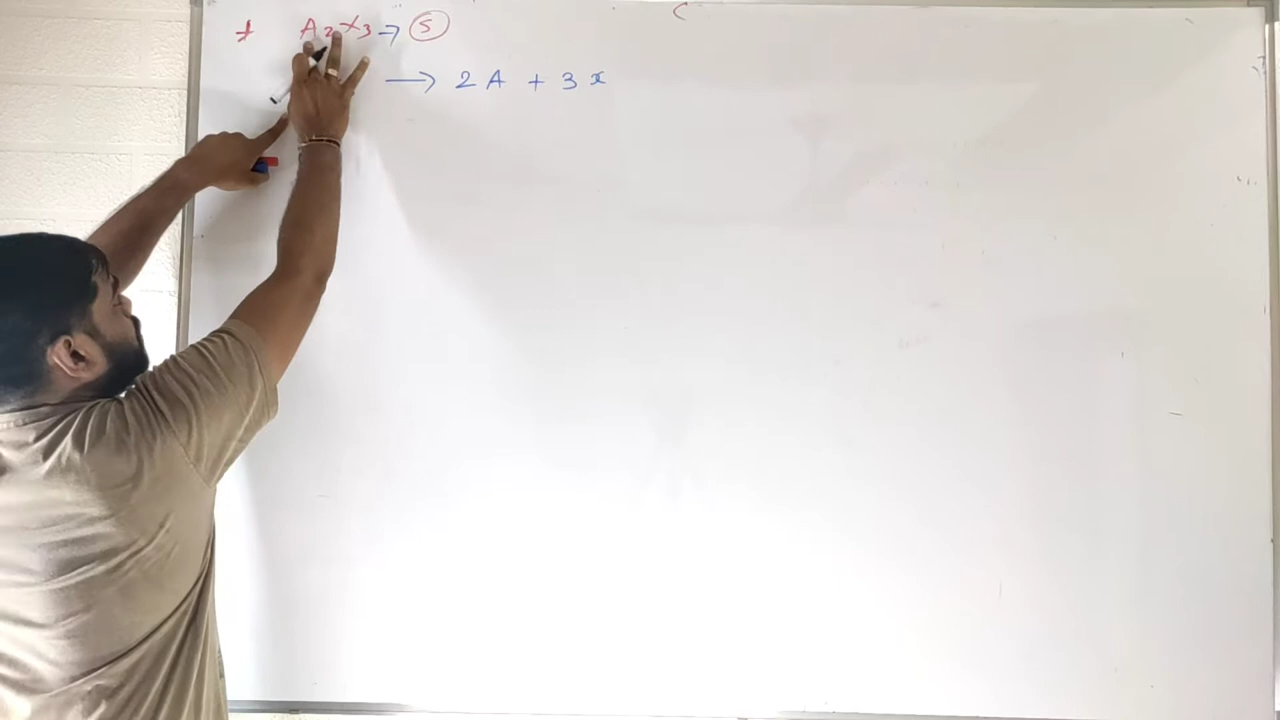 * A2X3 → 5
→ 2A + 3x